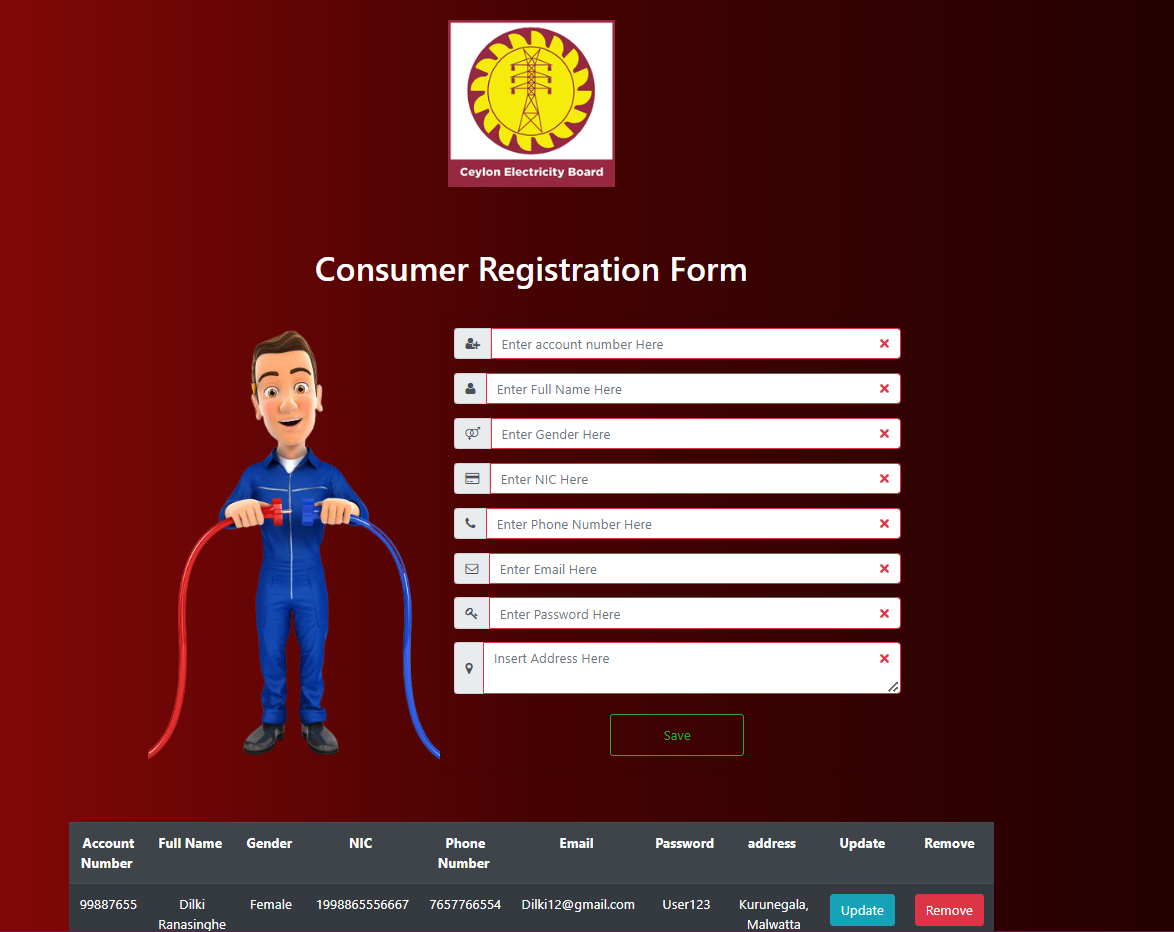 Ceylon Electricity Board
Consumer Registration Form
Enter account number Here
Enter Full Name Here
Enter Gender Here
Enter NIC Here
Enter Phone Number Here
Enter Email Here
Enter Password Here
Insert Address Here
Save
Account Number Full Name Gender NIC Phone Number Email Password address Update Remove
99887655 Dilki Ranasinghe Female 1998865556667 7657766554 Dilki12@gmail.com User123 Kurunegala, Malwatta Update Remove